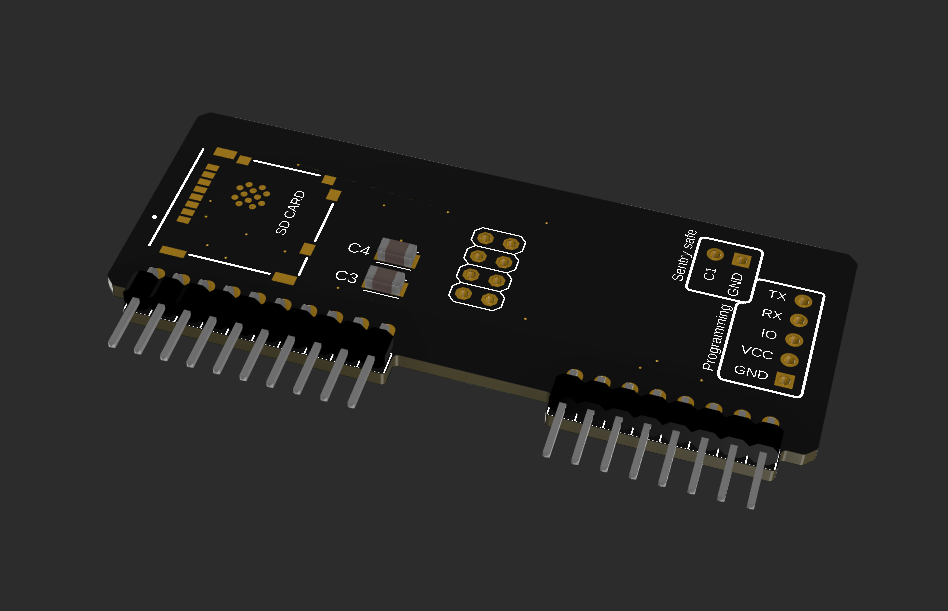 SD CARD
C4
C3
Sentry safe
C1
GND
Programming
TX
RX
IO
VCC
GND